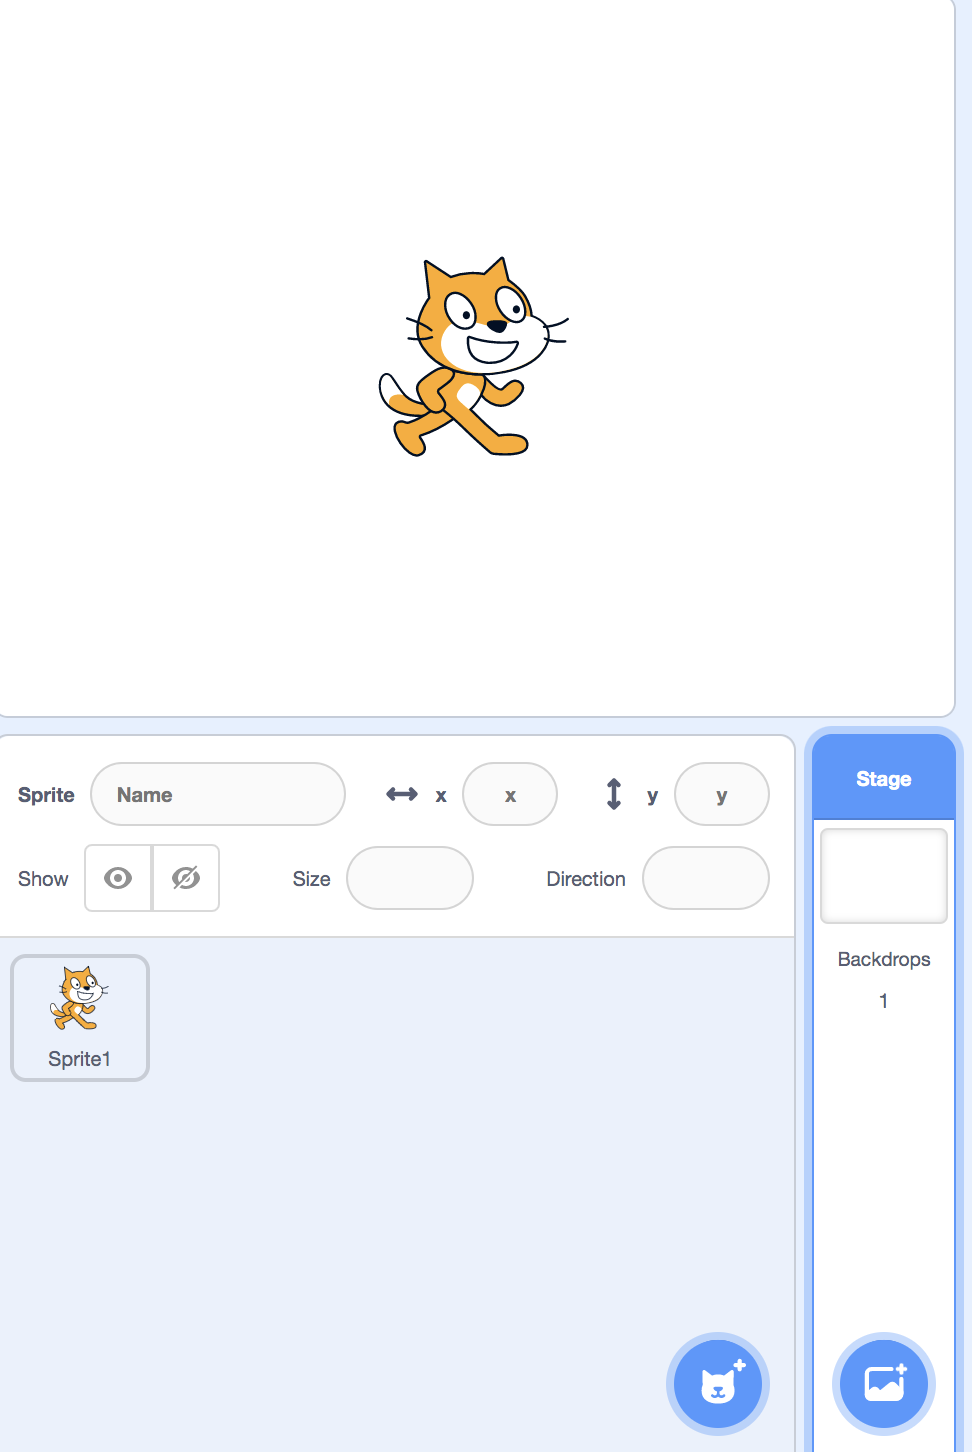 Sprite Name x x y y
Show Size Direction
Stage
Backdrops
1
Sprite1